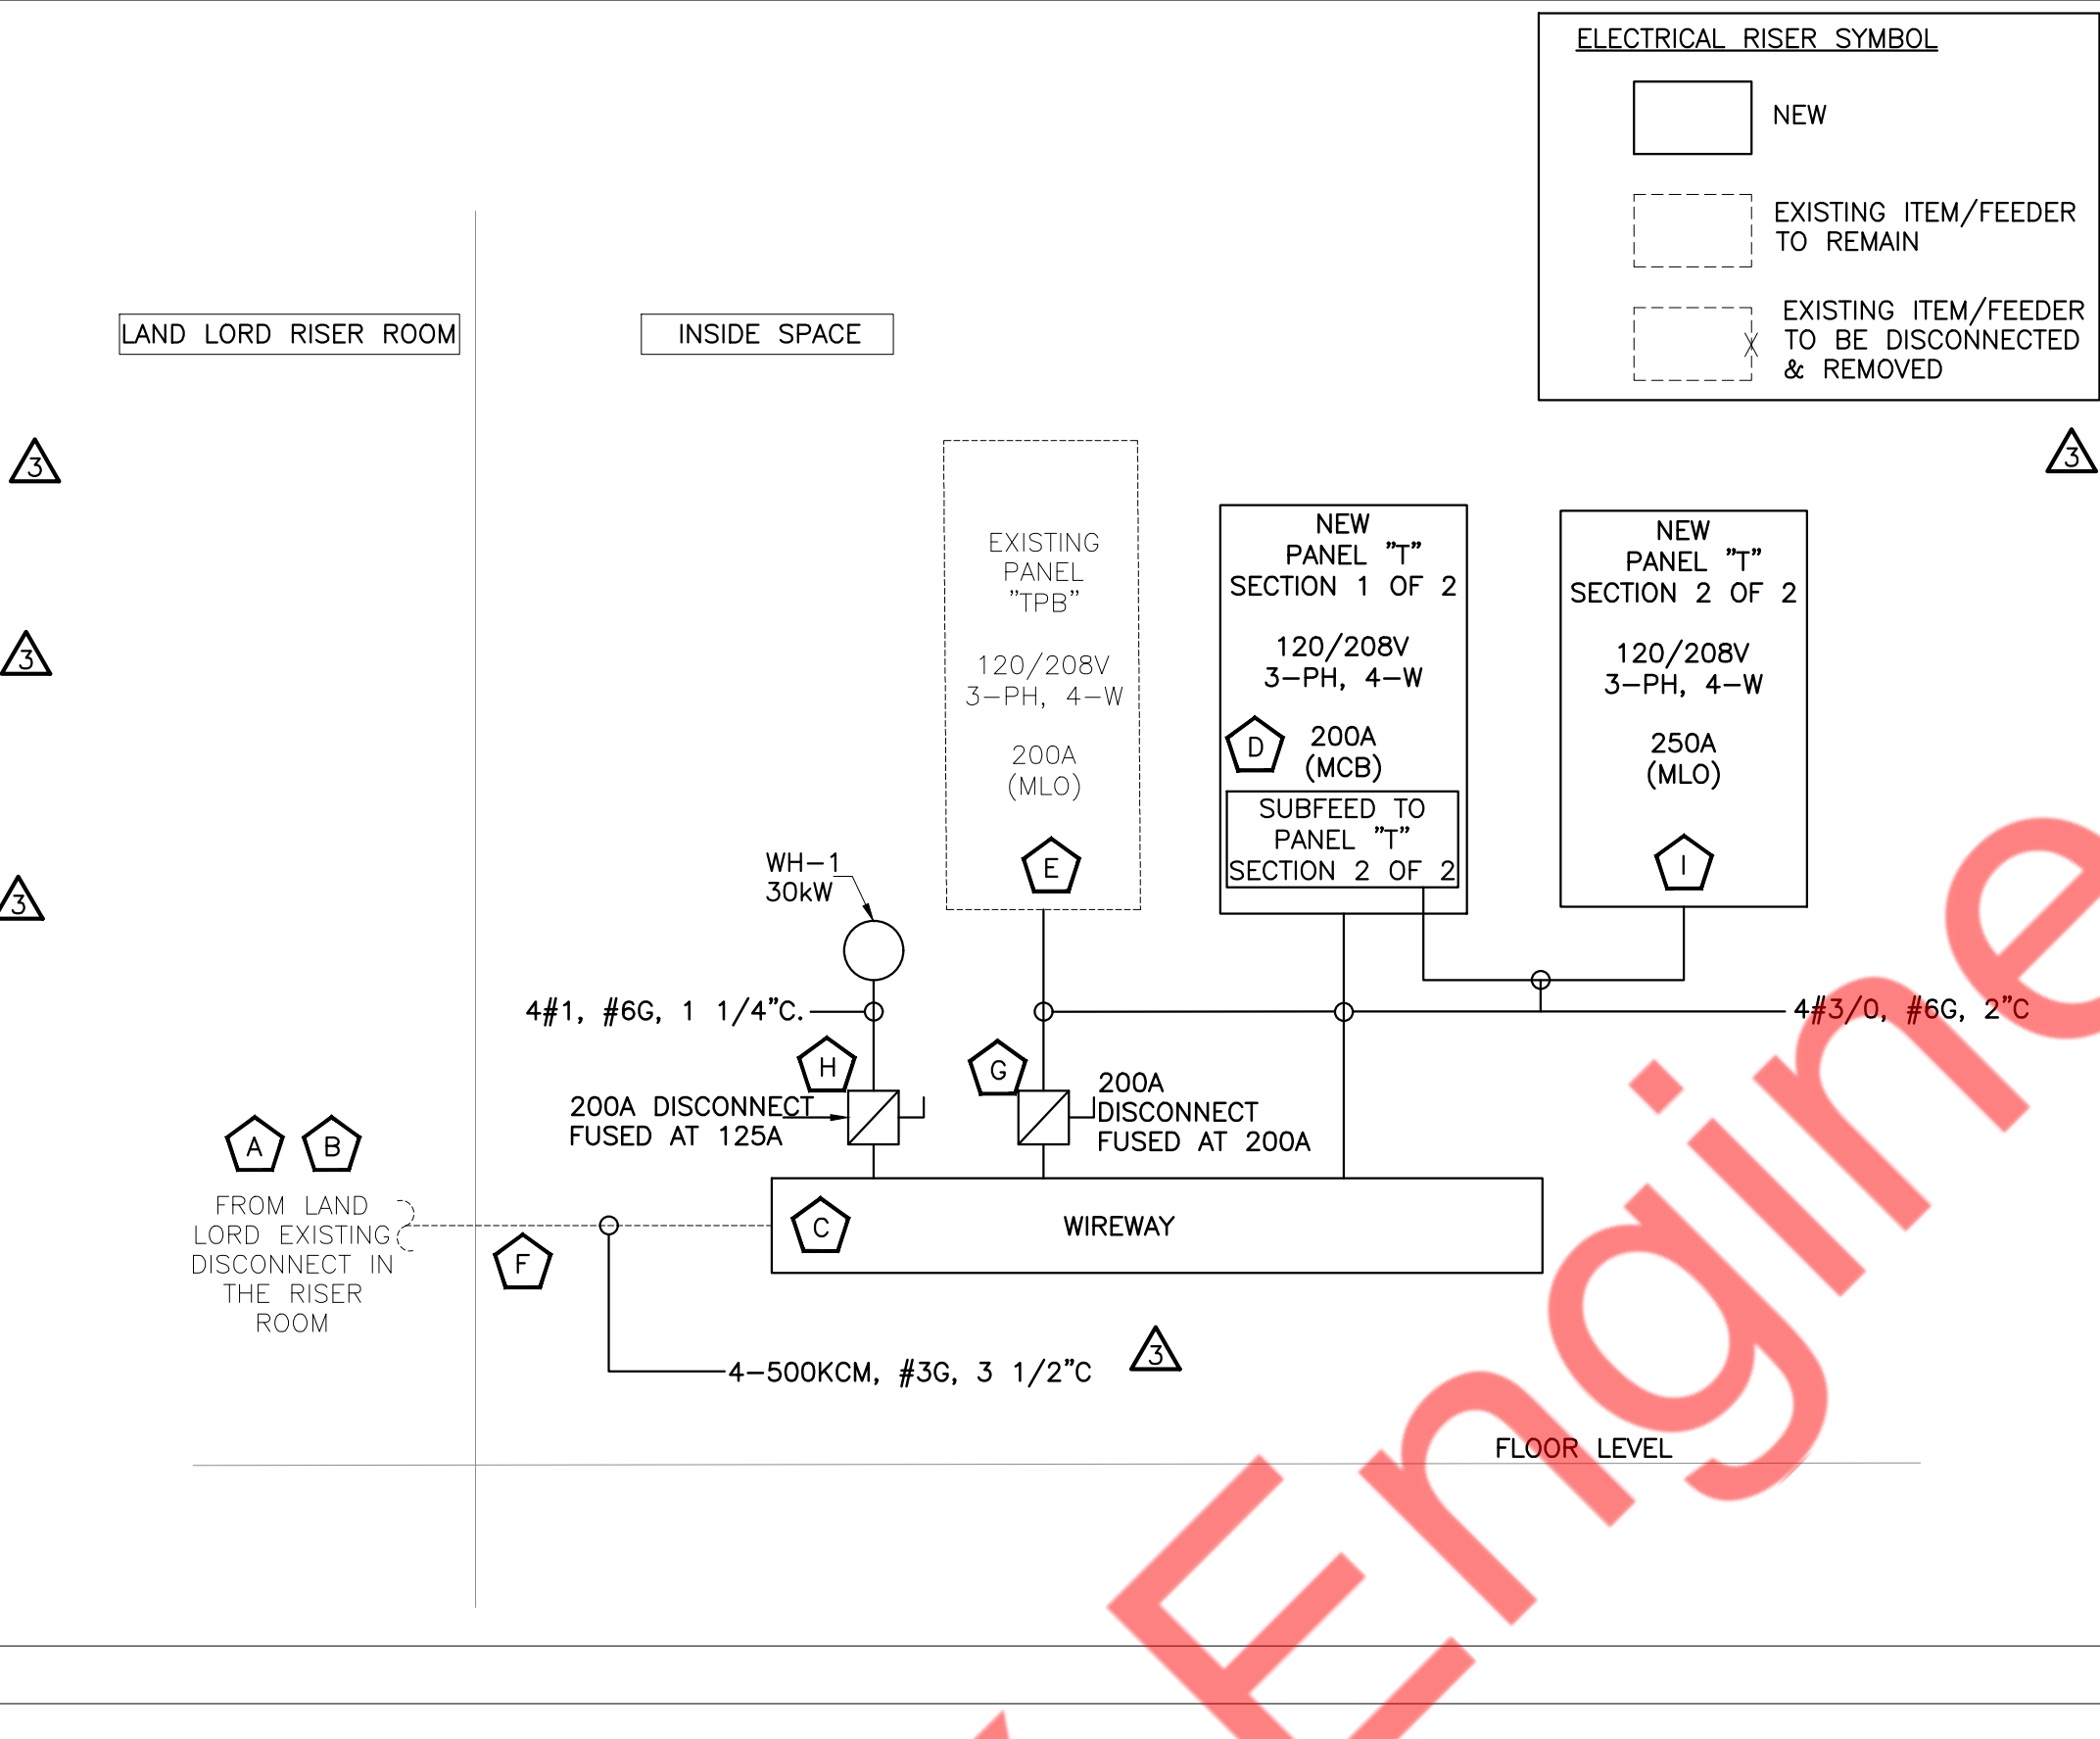 ELECTRICAL RISER SYMBOL
NEW
EXISTING ITEM/FEEDER
TO REMAIN
EXISTING ITEM/FEEDER
TO BE DISCONNECTED
& REMOVED
LAND LORD RISER ROOM
INSIDE SPACE
3
3
3
3
EXISTING
PANEL
"TPB"
120/208V
3-PH, 4-W
200A
(MLO)
E
NEW
PANEL "T"
SECTION 1 OF 2
120/208V
3-PH, 4-W
D
200A
(MCB)
SUBFEED TO
PANEL "T"
SECTION 2 OF 2
NEW
PANEL "T"
SECTION 2 OF 2
120/208V
3-PH, 4-W
250A
(MLO)
I
WH-1
30kW
4#1, #6G, 1 1/4"C.
4#3/0, #6G, 2"C
H
200A DISCONNECT
FUSED AT 125A
G
200A
DISCONNECT
FUSED AT 200A
A B
FROM LAND
LORD EXISTING
DISCONNECT IN
THE RISER
ROOM
F
C
WIREWAY
4-500KCM, #3G, 3 1/2"C
3
FLOOR LEVEL
Engine